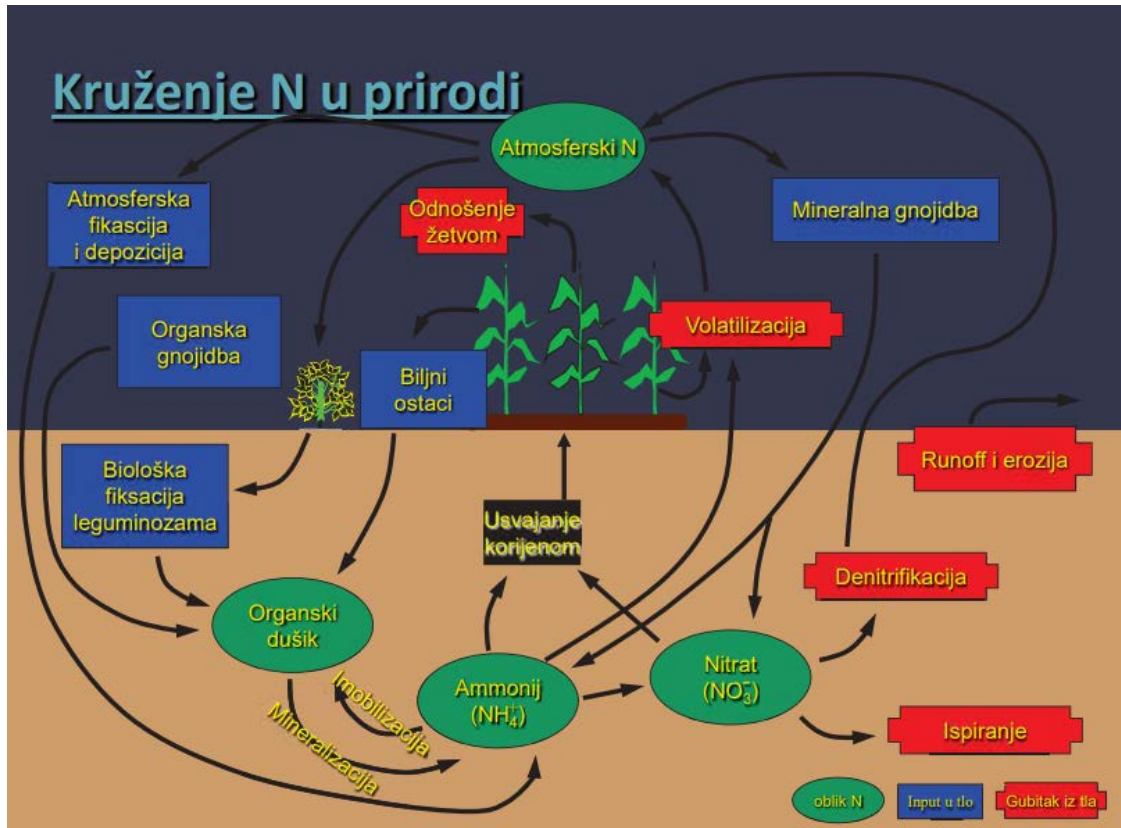 Kruženje N u prirodi
Atmosferski N
Atmosferska
fikascija
i depozicija
Odnošenje
žetvom
Mineralna gnojidba
Organska
gnojidba
Volatilizacija
Biljni
ostaci
Biološka
fiksacija
leguminozama
Runoff i erozija
Usvajanje
korijenom
Denitrifikacija
Organski
dušik
Imobilizacija
Mineralizacija
Ammonij
(NH₄⁺)
Nitrat
(NO₃⁻)
Ispiranje
oblik N
Input u tlo
Gubitak iz tla